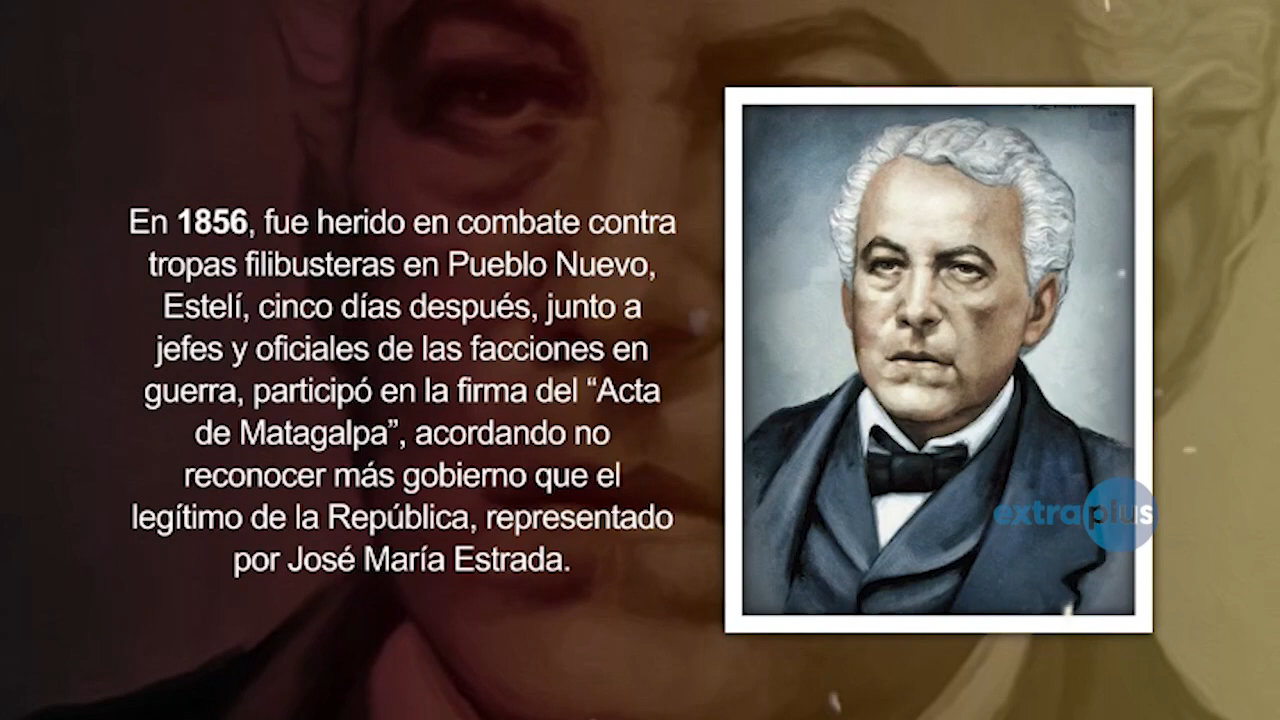 En 1856, fue herido en combate contra
tropas filibusteras en Pueblo Nuevo,
Estelí, cinco días después, junto a
jefes y oficiales de las facciones en
guerra, participó en la firma del “Acta
de Matagalpa”, acordando no
reconocer más gobierno que el
legítimo de la República, representado
por José María Estrada.
extraplus